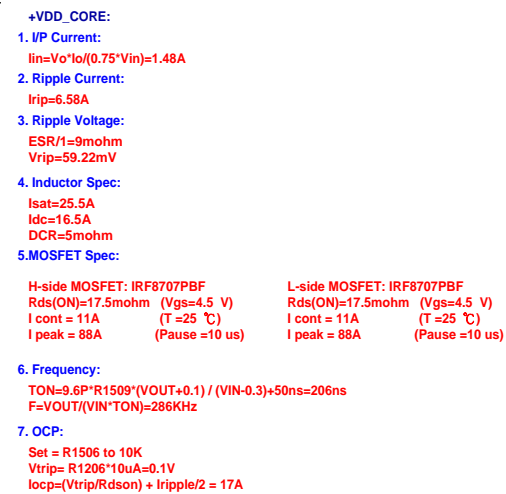 +VDD_CORE:
1. I/P Current:
Iin=Vo*Io/(0.75*Vin)=1.48A
2. Ripple Current:
Irip=6.58A
3. Ripple Voltage:
ESR/1=9mohm
Vrip=59.22mV
4. Inductor Spec:
Isat=25.5A
Idc=16.5A
DCR=5mohm
5.MOSFET Spec:
H-side MOSFET: IRF8707PBF L-side MOSFET: IRF8707PBF
Rds(ON)=17.5mohm (Vgs=4.5 V) Rds(ON)=17.5mohm (Vgs=4.5 V)
I cont = 11A (T =25 ℃) I cont = 11A (T =25 ℃)
I peak = 88A (Pause =10 us) I peak = 88A (Pause =10 us)
6. Frequency:
TON=9.6P*R1509*(VOUT+0.1) / (VIN-0.3)+50ns=206ns
F=VOUT/(VIN*TON)=286KHz
7. OCP:
Set = R1506 to 10K
Vtrip= R1206*10uA=0.1V
Iocp=(Vtrip/Rdson) + Iripple/2 = 17A